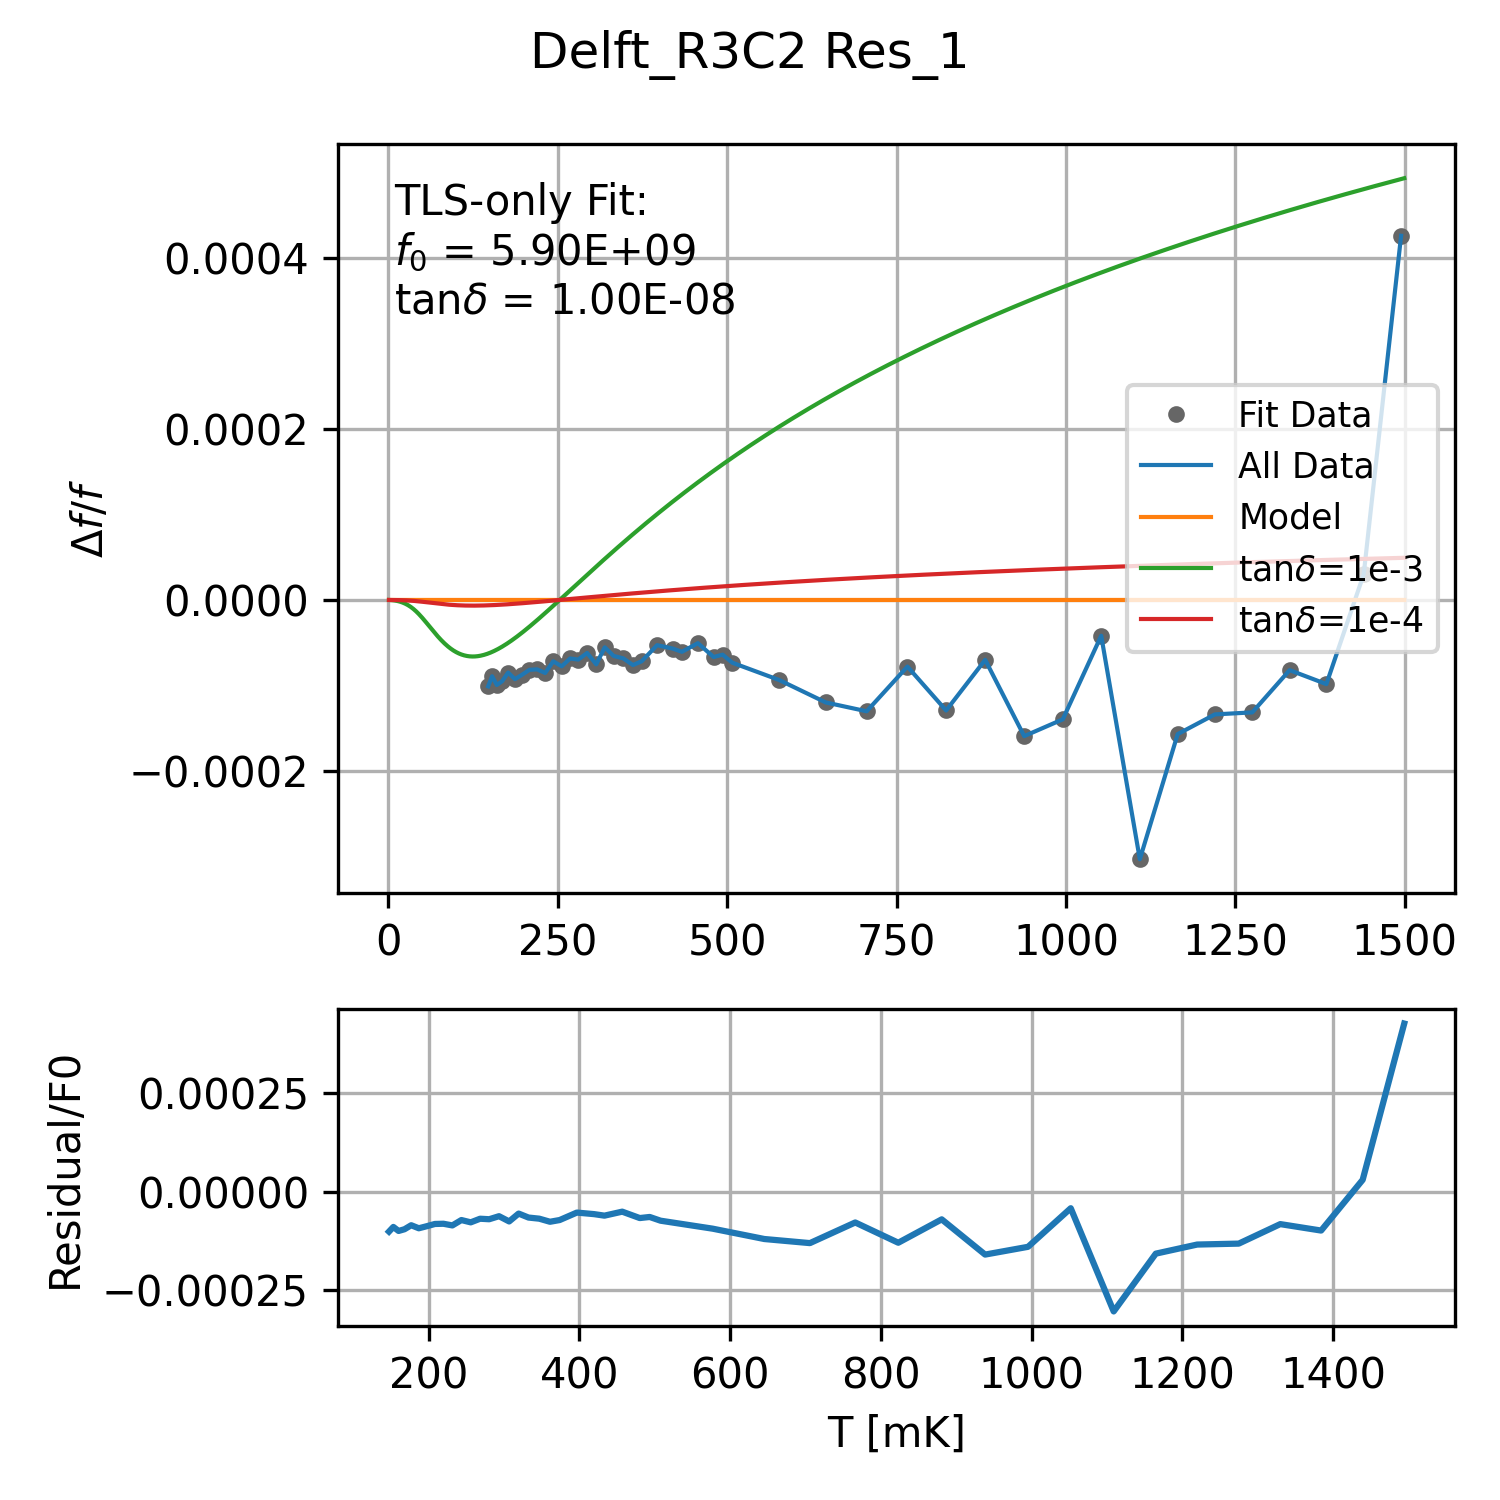 Delft_R3C2 Res_1
TLS-only Fit:
f₀ = 5.90E+09
tanδ = 1.00E-08
0.0004
0.0002
0.0000
−0.0002
Δf/f
Fit Data
All Data
Model
tanδ=1e-3
tanδ=1e-4
0 250 500 750 1000 1250 1500
0.00025
0.00000
−0.00025
Residual/F0
200 400 600 800 1000 1200 1400
T [mK]